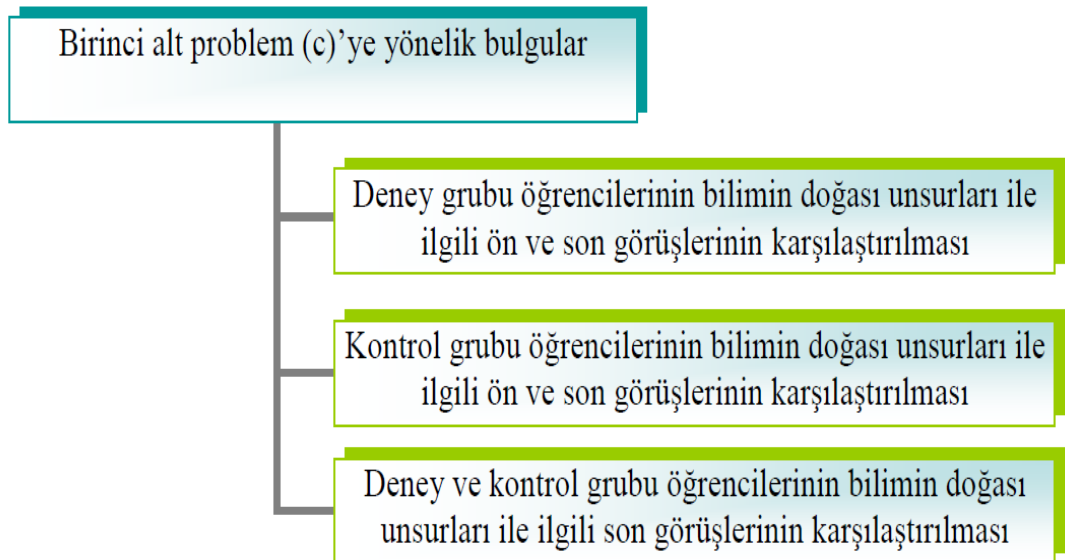 Birinci alt problem (c)’ye yönelik bulgular
Deney grubu öğrencilerinin bilimin doğası unsurları ile
ilgili ön ve son görüşlerinin karşılaştırılması
Kontrol grubu öğrencilerinin bilimin doğası unsurları ile
ilgili ön ve son görüşlerinin karşılaştırılması
Deney ve kontrol grubu öğrencilerinin bilimin doğası
unsurları ile ilgili son görüşlerinin karşılaştırılması